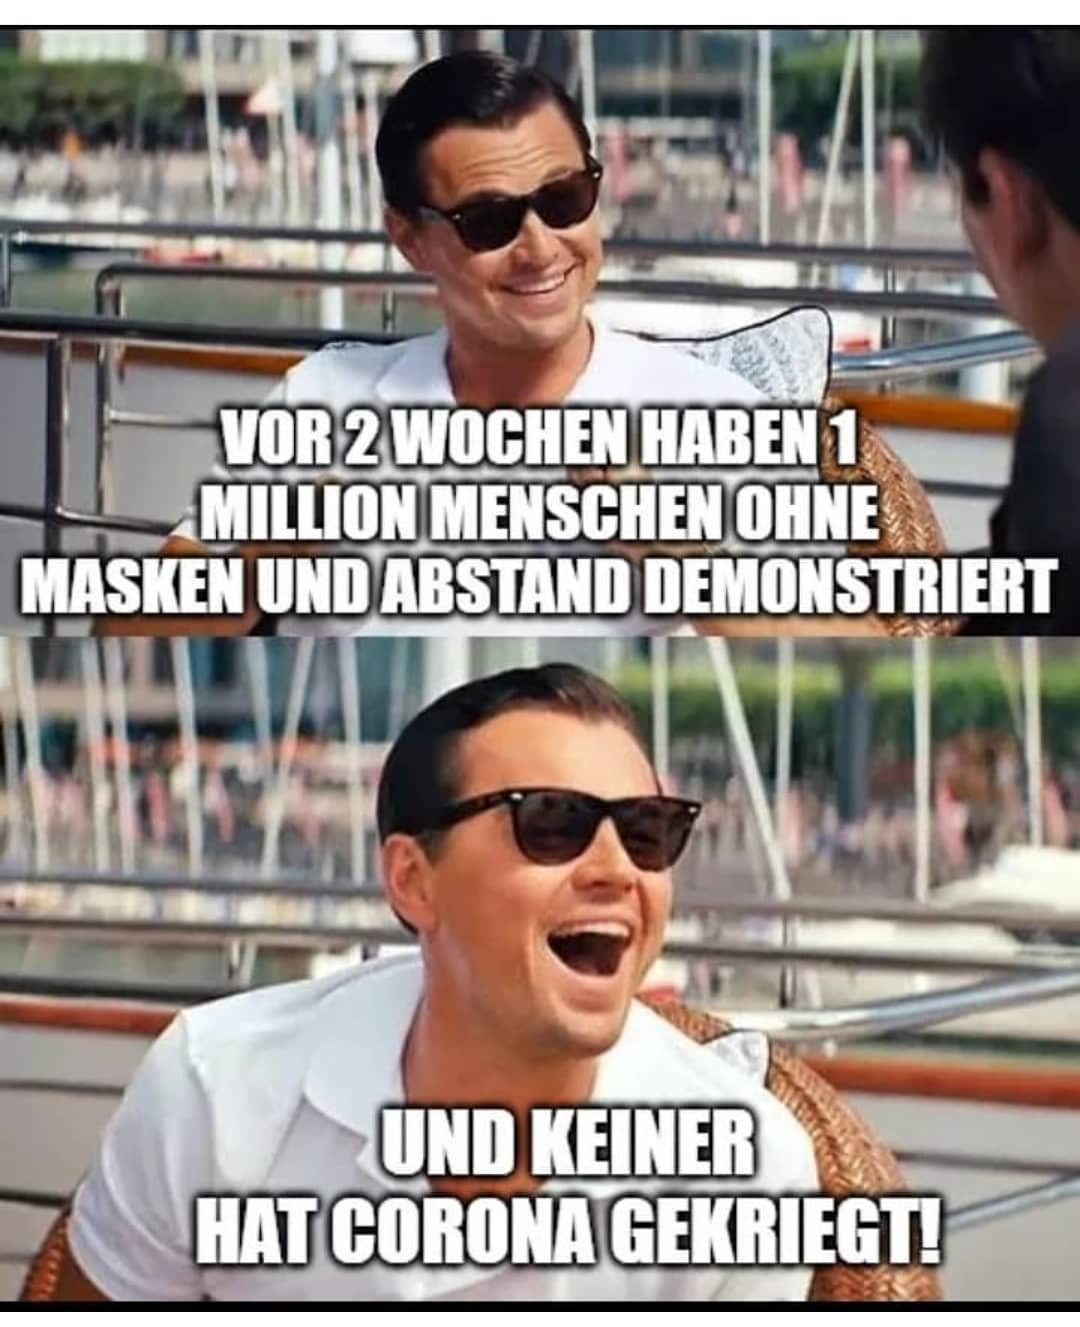 VOR 2 WOCHEN HABEN 1
MILLION MENSCHEN OHNE
MASKEN UND ABSTAND DEMONSTRIERT
UND KEINER
HAT CORONA GEKRIEGT!